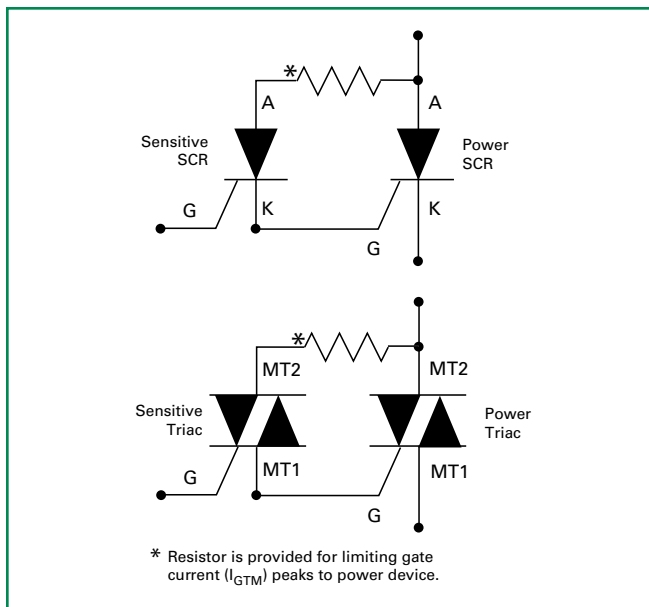 *
A
A
Sensitive
SCR
Power
SCR
G
K
K
G
*
MT2
MT2
Sensitive
Triac
Power
Triac
G
MT1
MT1
G
* Resistor is provided for limiting gate
current (IGTM) peaks to power device.